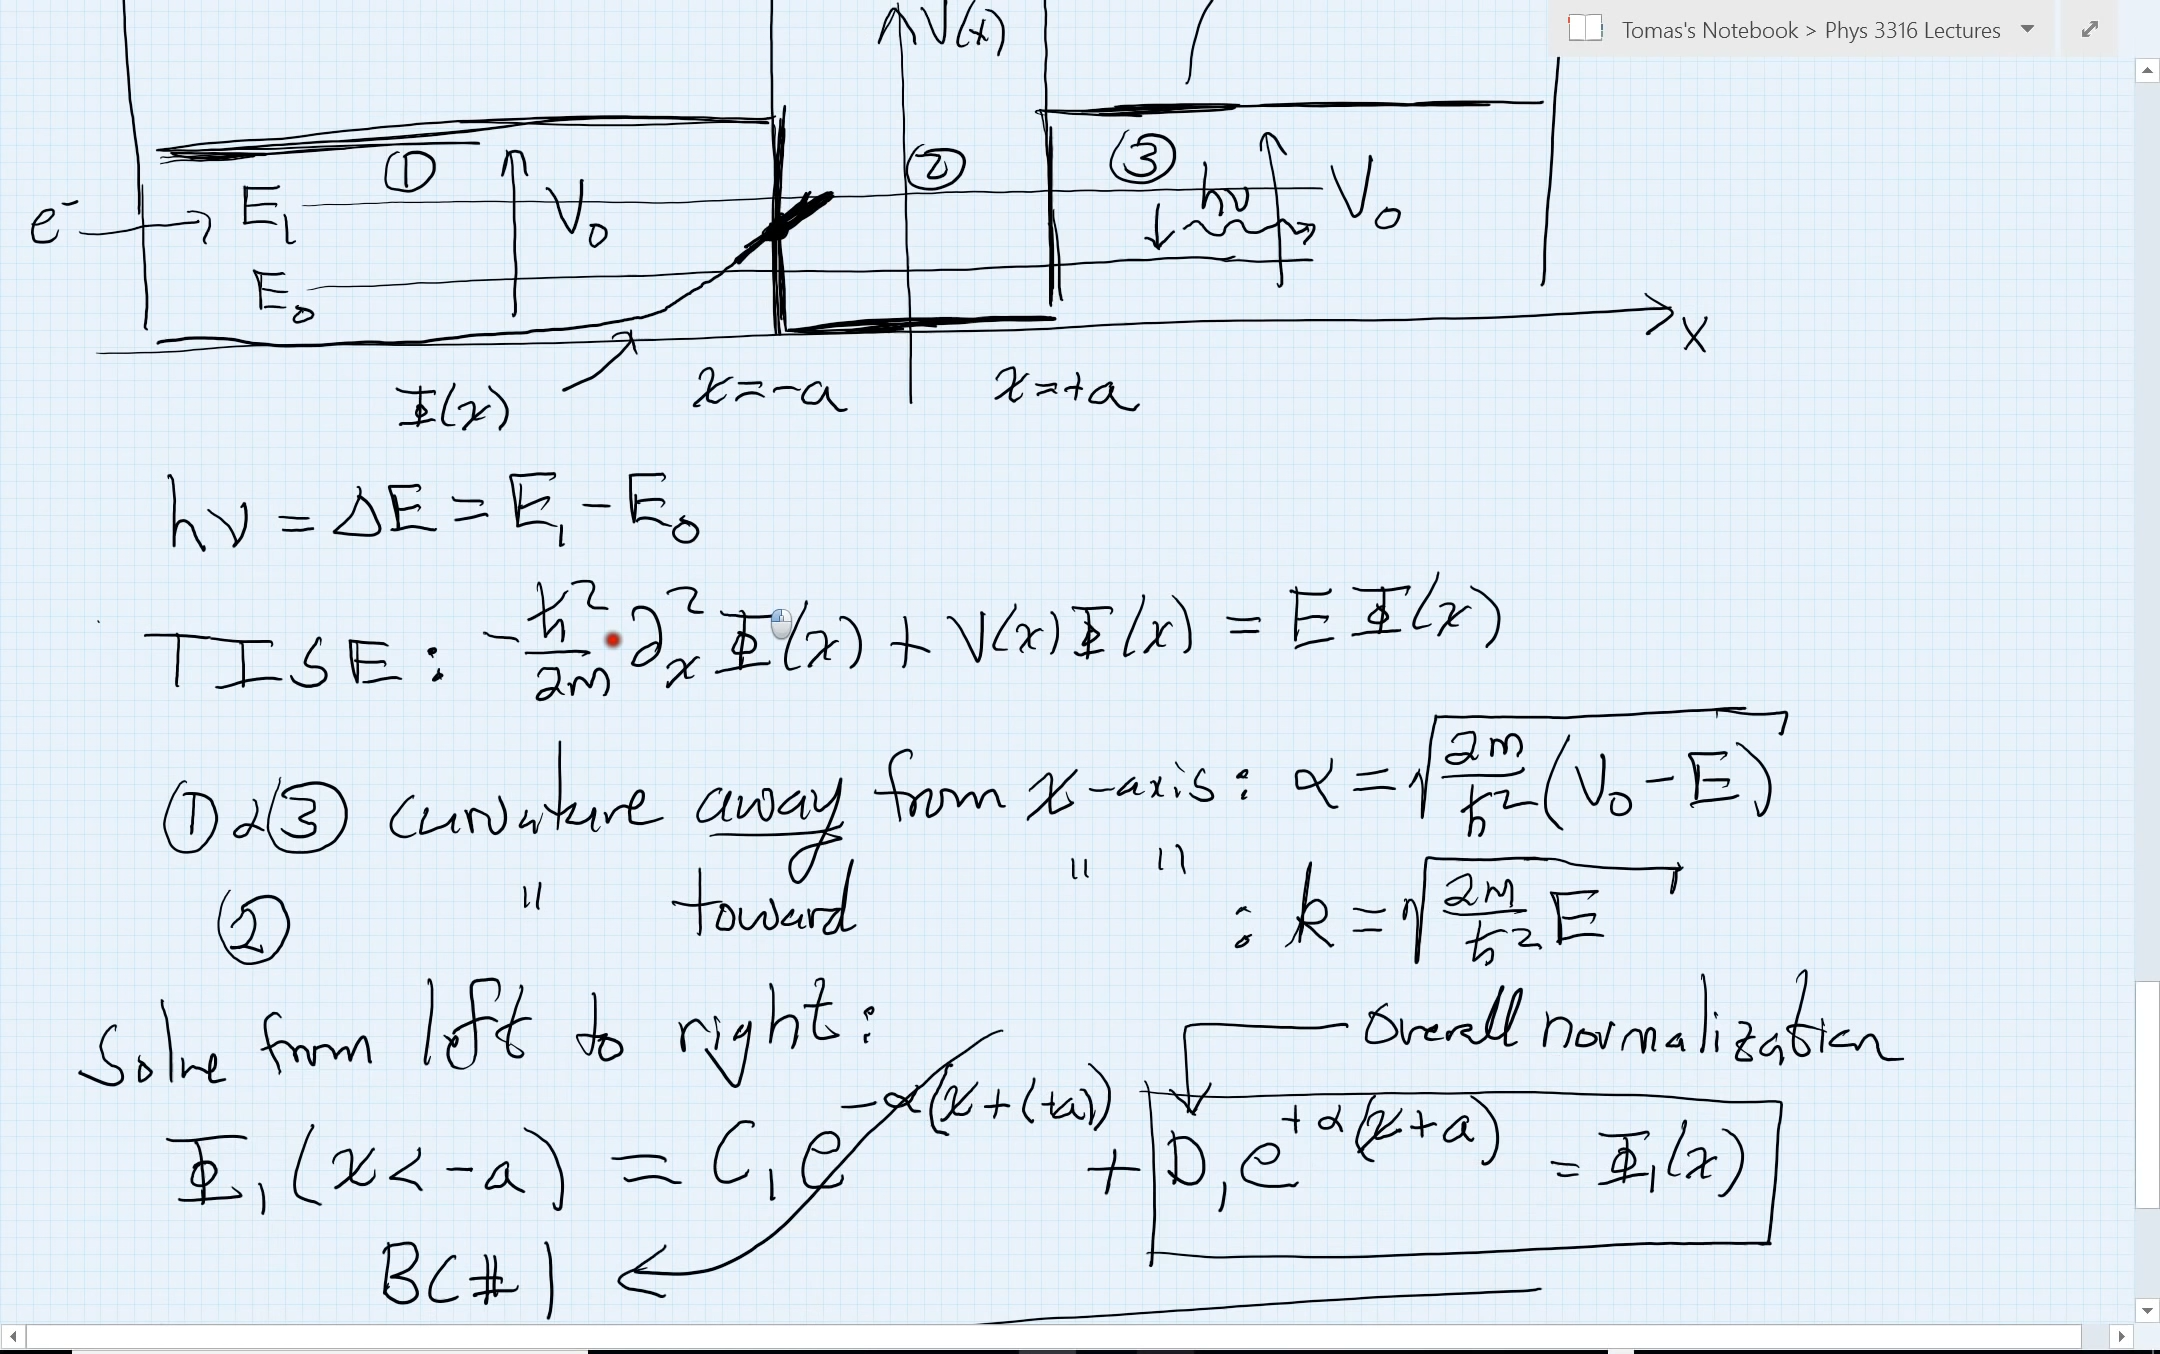 Tomas's Notebook > Phys 3316 Lectures
V(x)
① V₀ ② ③ hν V₀
e⁻ → E₁
E₀
x
Φ(x) x=-a x=+a
hν = ΔE = E₁ - E₀
TISE: -ħ²/2m ∂ₓ² Φ(x) + V(x)Φ(x) = E Φ(x)
① & ③ curvature away from x-axis: α = √(2m/ħ² (V₀ - E))
② " toward " " : k = √(2m/ħ² E)
Solve from left to right:
Overall normalization
Φ₁(x < -a) = C₁e^(-α(x+(+a))) + D₁e^(+α(x+a)) = Φ₁(x)
BC#1